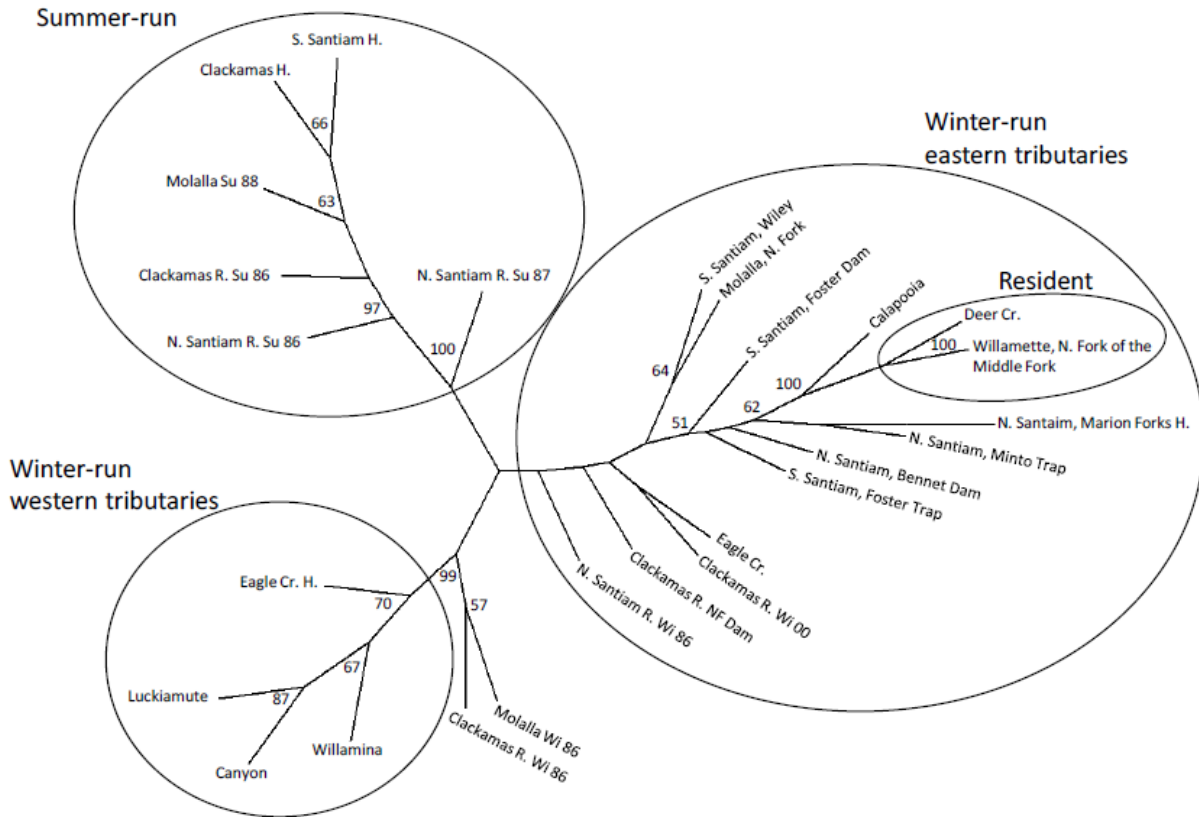 Summer-run
S. Santiam H.
Clackamas H.
66
Molalla Su 88
63
Clackamas R. Su 86
N. Santiam R. Su 87
97
N. Santiam R. Su 86
100
Winter-run
eastern tributaries
S. Santiam, Wiley
Molalla, N. Fork
S. Santiam, Foster Dam
Calapooia
Resident
Deer Cr.
100
Willamette, N. Fork of the
Middle Fork
64
100
51
62
N. Santaim, Marion Forks H.
N. Santiam, Minto Trap
N. Santiam, Bennet Dam
S. Santiam, Foster Trap
Eagle Cr.
Clackamas R. Wi 00
Clackamas R. NF Dam
N. Santiam R. Wi 86
Winter-run
western tributaries
99
Eagle Cr. H.
70
57
67
Luckiamute
87
Willamina
Canyon
Molalla Wi 86
Clackamas R. Wi 86